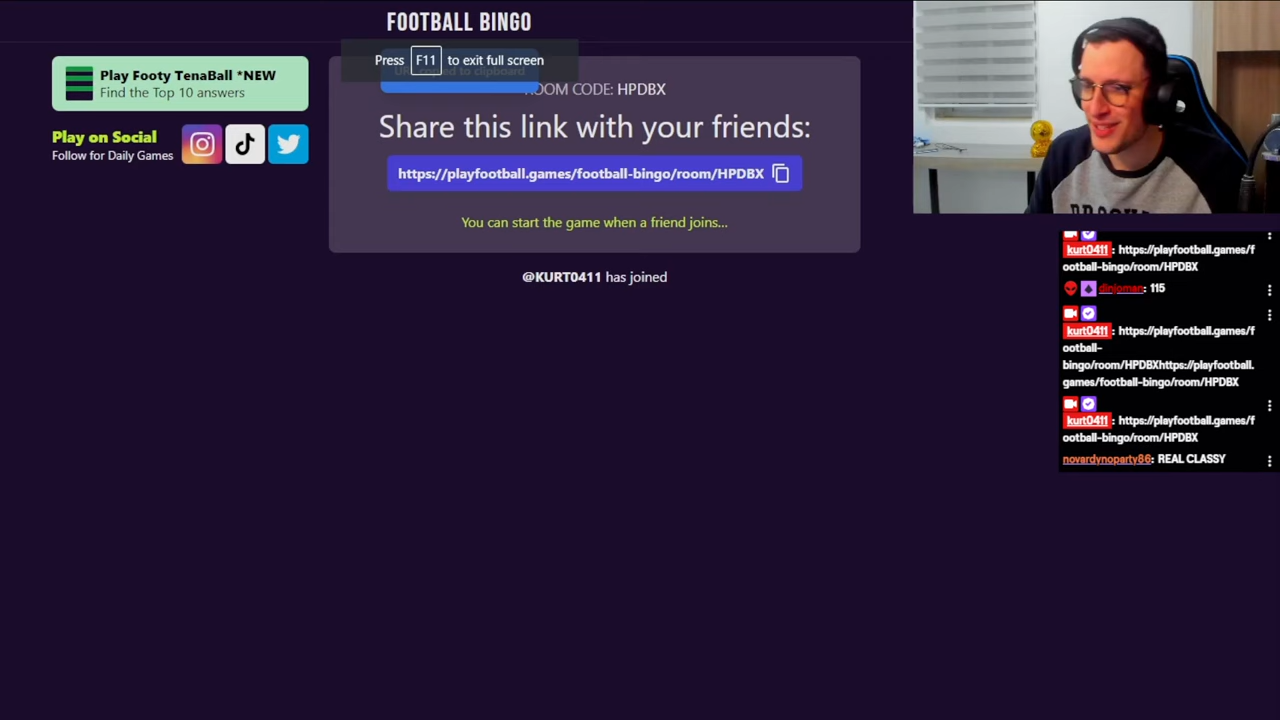 FOOTBALL BINGO
Press F11 to exit full screen
Play Footy TenaBall *NEW
Find the Top 10 answers
Play on Social
Follow for Daily Games
ROOM CODE: HPDBX
Share this link with your friends:
https://playfootball.games/football-bingo/room/HPDBX
You can start the game when a friend joins...
@KURT0411 has joined
kurt0411: https://playfootball.games/f
ootball-bingo/room/HPDBX
dinjoman: 115
kurt0411: https://playfootball.games/f
ootball-
bingo/room/HPDBXhttps://playfootball.
games/football-bingo/room/HPDBX
kurt0411: https://playfootball.games/f
ootball-bingo/room/HPDBX
novardynoparty86: REAL CLASSY